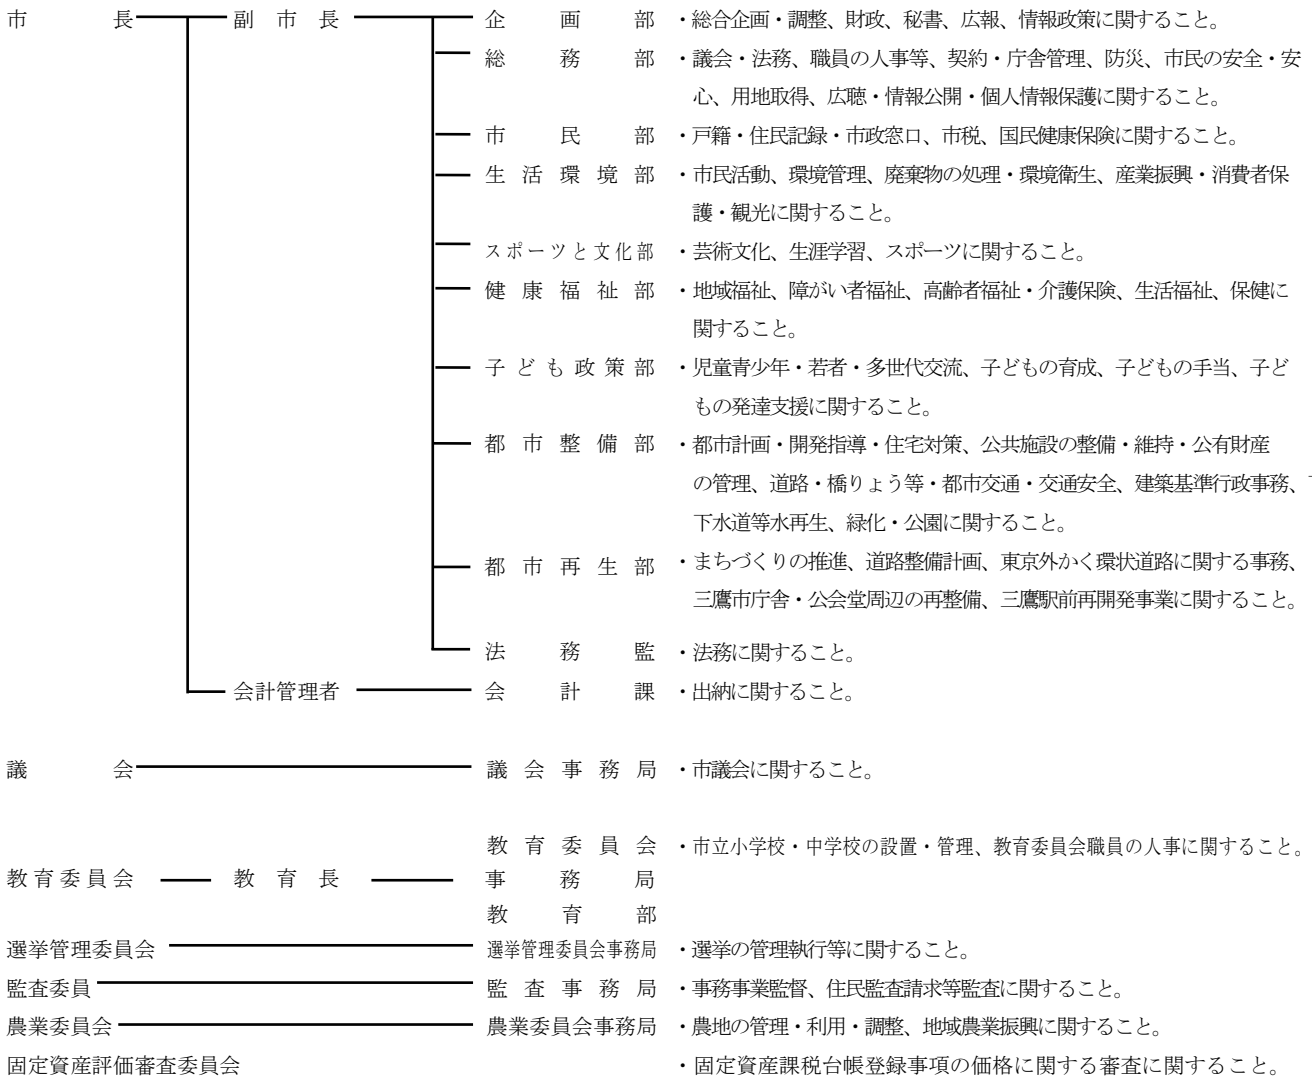 市長 副市長 企画部 ・総合企画・調整、財政、秘書、広報、情報政策に関すること。
総務部 ・議会・法務、職員の人事等、契約・庁舎管理、防災、市民の安全・安
心、用地取得、広聴・情報公開・個人情報保護に関すること。
市民部 ・戸籍・住民記録・市政窓口、市税、国民健康保険に関すること。
生活環境部 ・市民活動、環境管理、廃棄物の処理・環境衛生、産業振興・消費者保
護・観光に関すること。
スポーツと文化部 ・芸術文化、生涯学習、スポーツに関すること。
健康福祉部 ・地域福祉、障がい者福祉、高齢者福祉・介護保険、生活福祉、保健に
関すること。
子ども政策部 ・児童青少年・若者・多世代交流、子どもの育成、子どもの手当、子ど
もの発達支援に関すること。
都市整備部 ・都市計画・開発指導・住宅対策、公共施設の整備・維持・公有財産
の管理、道路・橋りょう等・都市交通・交通安全、建築基準行政事務、
下水道等水再生、緑化・公園に関すること。
都市再生部 ・まちづくりの推進、道路整備計画、東京外かく環状道路に関する事務、
三鷹市庁舎・公会堂周辺の再整備、三鷹駅前再開発事業に関すること。
法務監 ・法務に関すること。
会計管理者 会計課 ・出納に関すること。
議会 議会事務局 ・市議会に関すること。
教育委員会 ・市立小学校・中学校の設置・管理、教育委員会職員の人事に関すること。
教育委員会 教育長 事務局
教育部
選挙管理委員会 選挙管理委員会事務局 ・選挙の管理執行等に関すること。
監査委員 監査事務局 ・事務事業監督、住民監査請求等監査に関すること。
農業委員会 農業委員会事務局 ・農地の管理・利用・調整、地域農業振興に関すること。
固定資産評価審査委員会 ・固定資産課税台帳登録事項の価格に関する審査に関すること。